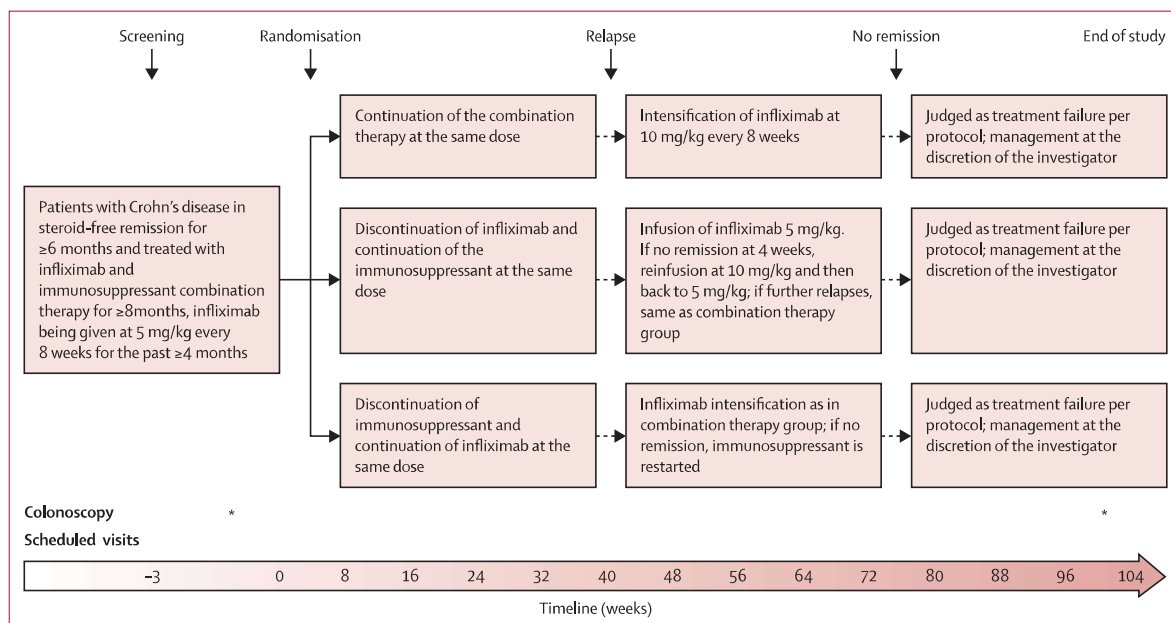 Screening
Randomisation
Relapse
No remission
End of study
Continuation of the combination
therapy at the same dose
Intensification of infliximab at
10 mg/kg every 8 weeks
Judged as treatment failure per
protocol; management at the
discretion of the investigator
Patients with Crohn's disease in
steroid-free remission for
≥6 months and treated with
infliximab and
immunosuppressant combination
therapy for ≥8months, infliximab
being given at 5 mg/kg every
8 weeks for the past ≥4 months
Discontinuation of infliximab and
continuation of the
immunosuppressant at the same
dose
Infusion of infliximab 5 mg/kg.
If no remission at 4 weeks,
reinfusion at 10 mg/kg and then
back to 5 mg/kg; if further relapses,
same as combination therapy
group
Judged as treatment failure per
protocol; management at the
discretion of the investigator
Discontinuation of
immunosuppressant and
continuation of infliximab at the
same dose
Infliximab intensification as in
combination therapy group; if no
remission, immunosuppressant is
restarted
Judged as treatment failure per
protocol; management at the
discretion of the investigator
Colonoscopy * *
Scheduled visits
–3 0 8 16 24 32 40 48 56 64 72 80 88 96 104
Timeline (weeks)